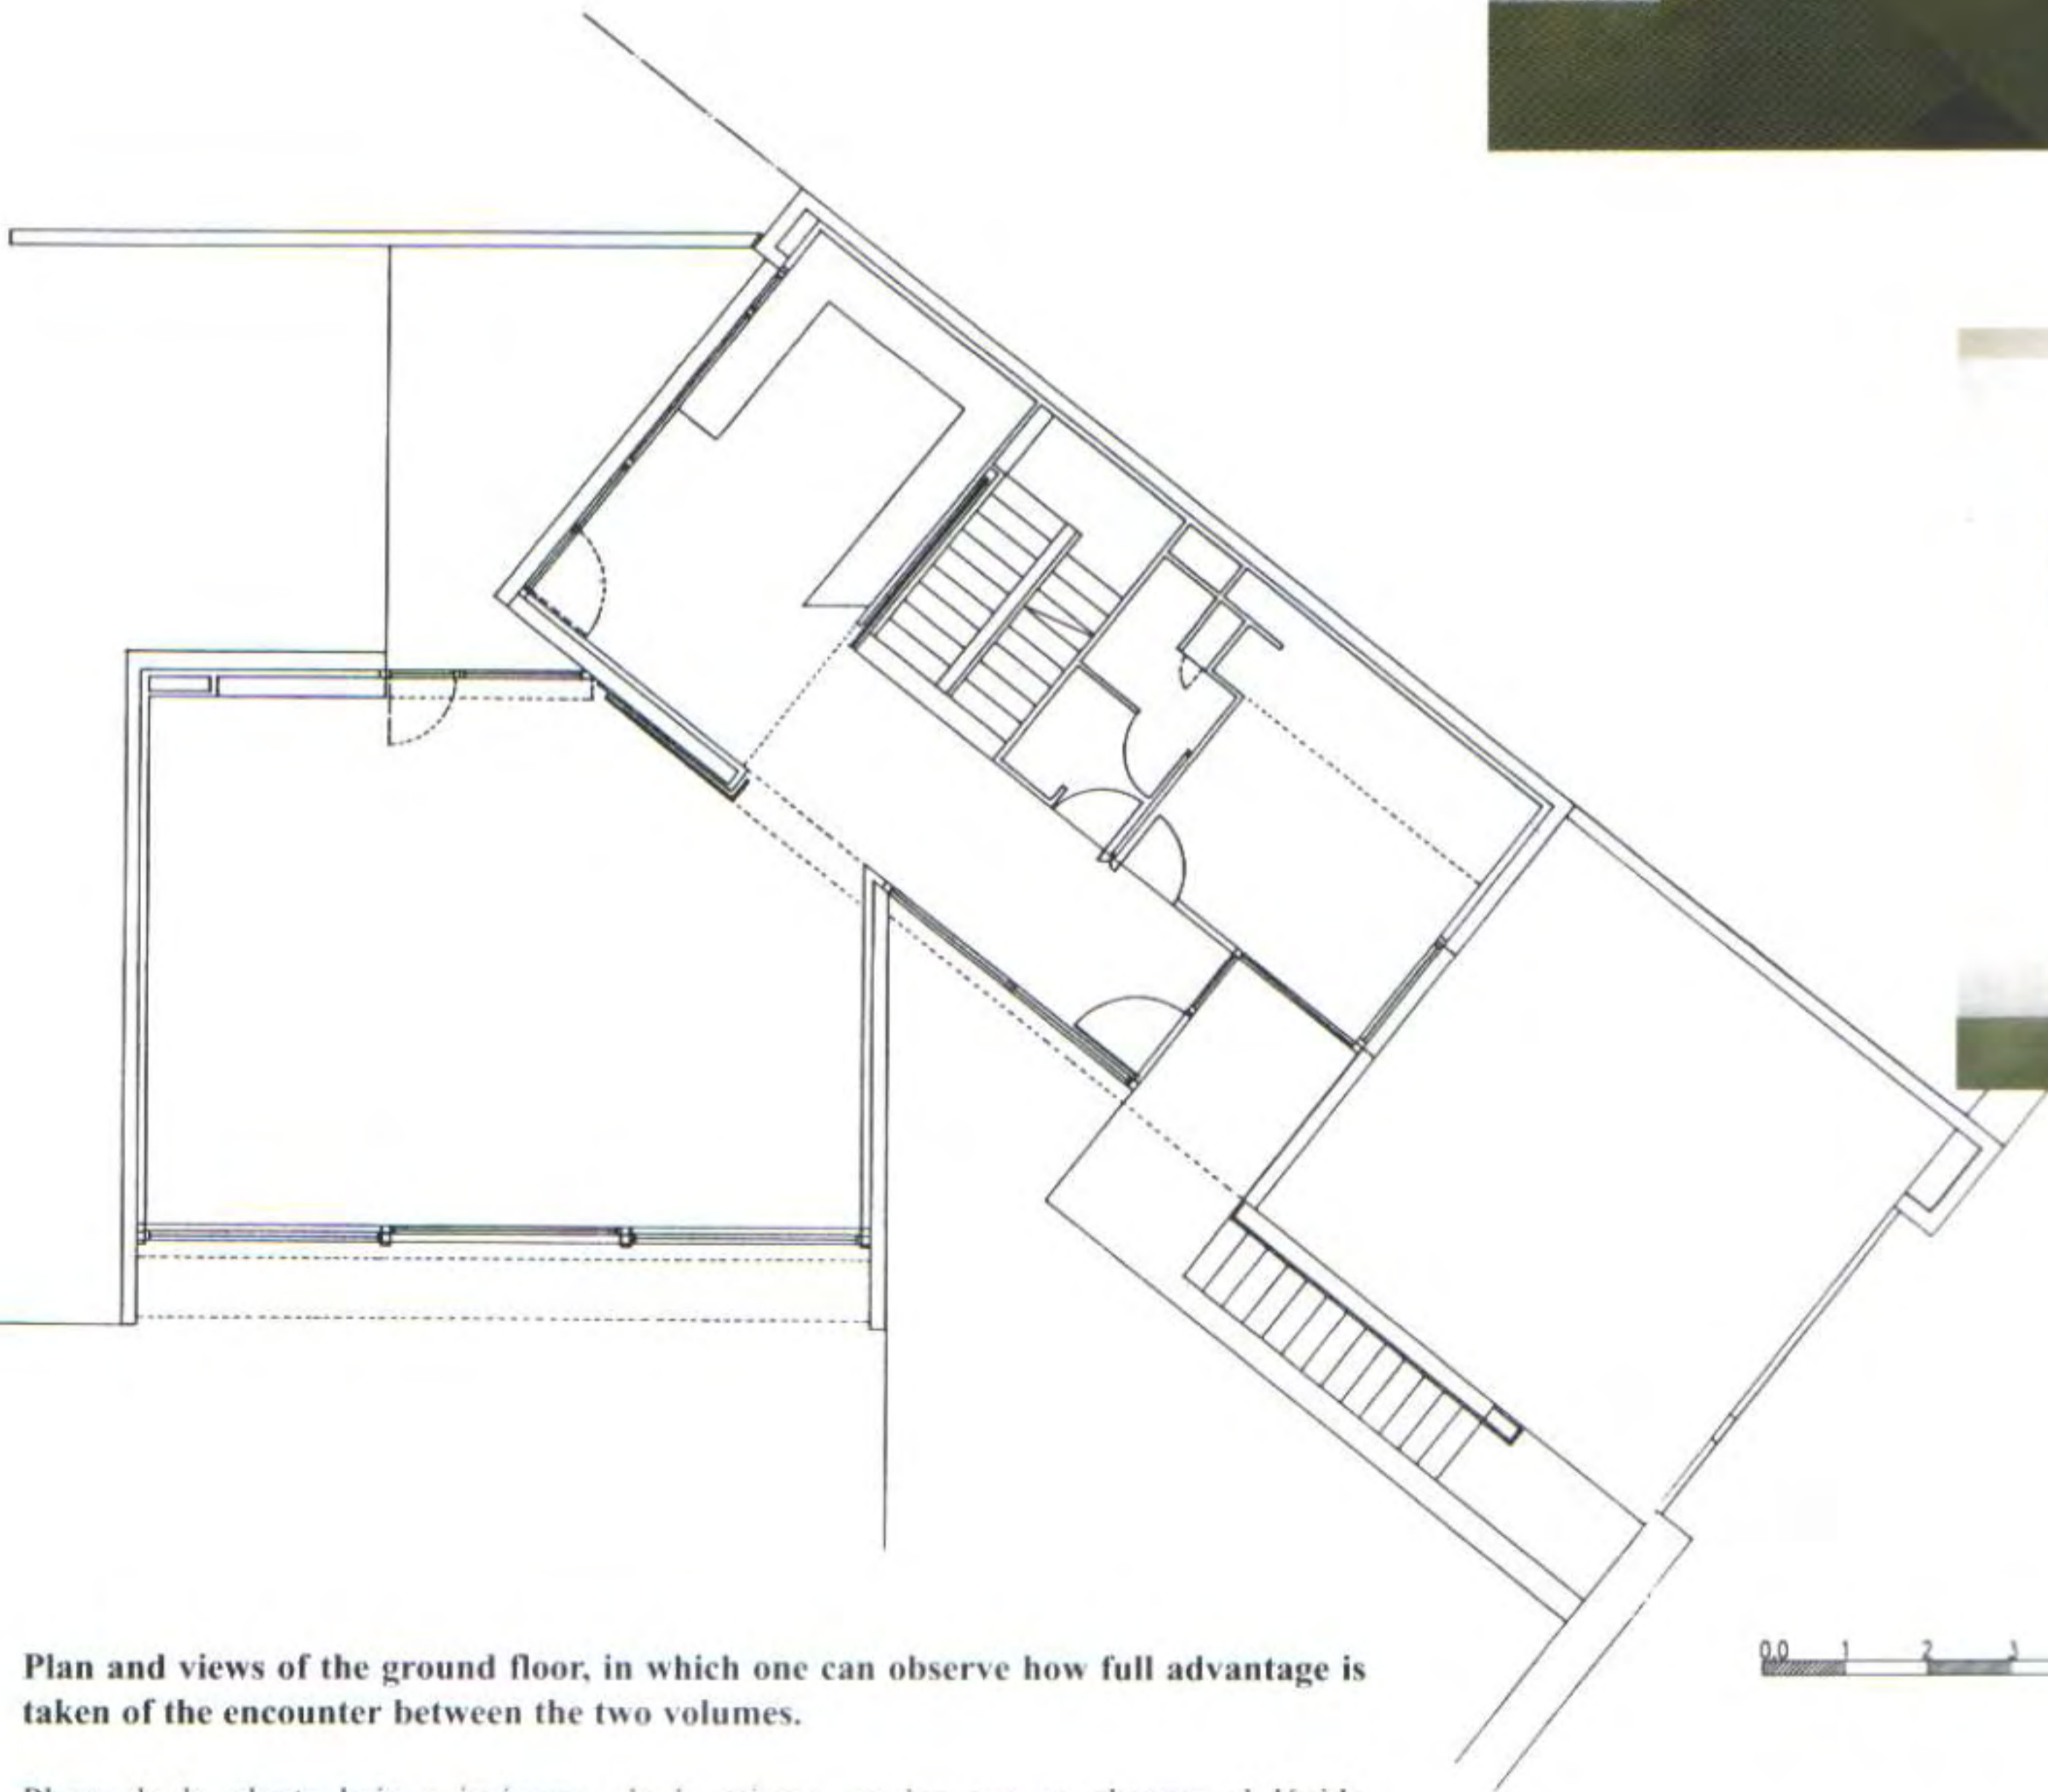 0.0 1 2 3
Plan and views of the ground floor, in which one can observe how full advantage is
taken of the encounter between the two volumes.